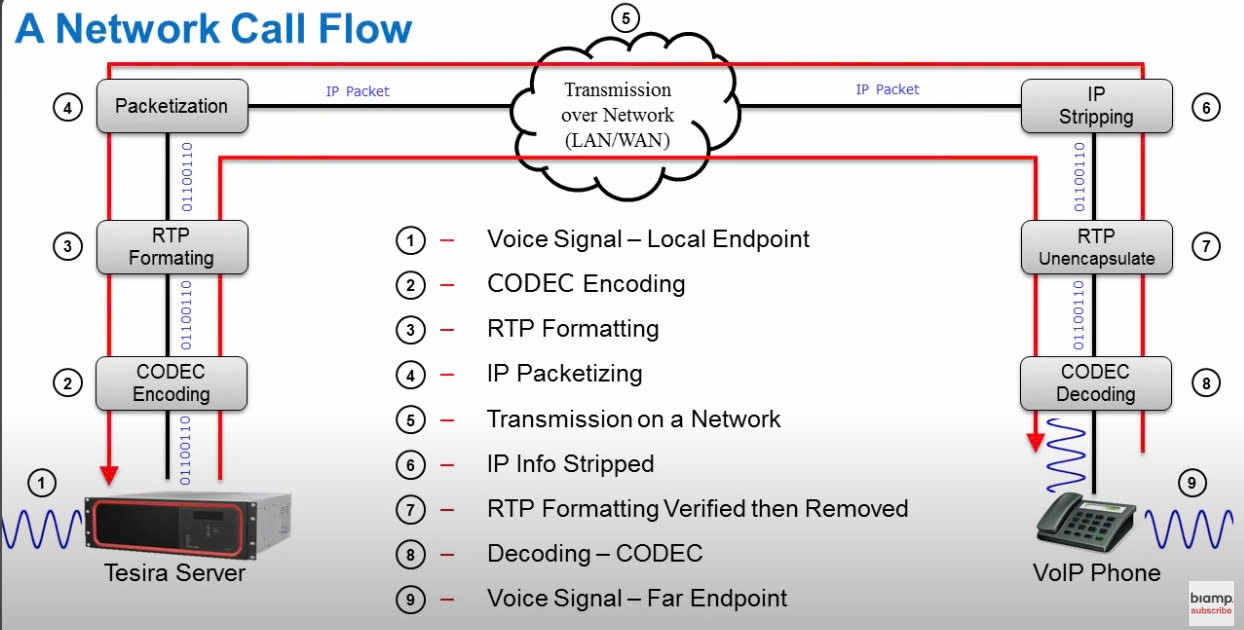 A Network Call Flow
5
4
Packetization
IP Packet
Transmission
over Network
(LAN/WAN)
IP Packet
IP
Stripping
6
01100110
01100110
3
RTP
Formating
1 – Voice Signal – Local Endpoint
RTP
Unencapsulate
7
2 – CODEC Encoding
01100110
01100110
3 – RTP Formatting
2
CODEC
Encoding
4 – IP Packetizing
CODEC
Decoding
8
5 – Transmission on a Network
01100110
6 – IP Info Stripped
1
9
7 – RTP Formatting Verified then Removed
8 – Decoding – CODEC
Tesira Server
VoIP Phone
9 – Voice Signal – Far Endpoint
biamp.
subscribe